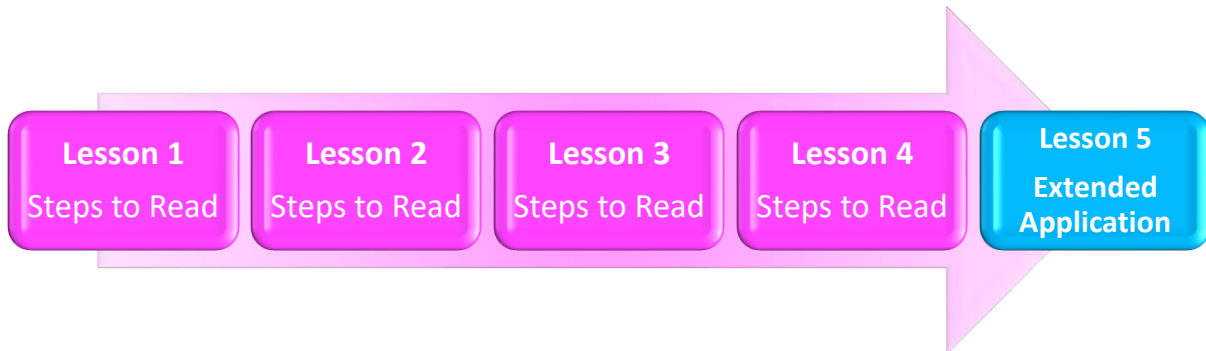 Lesson 1
Steps to Read
Lesson 2
Steps to Read
Lesson 3
Steps to Read
Lesson 4
Steps to Read
Lesson 5
Extended
Application